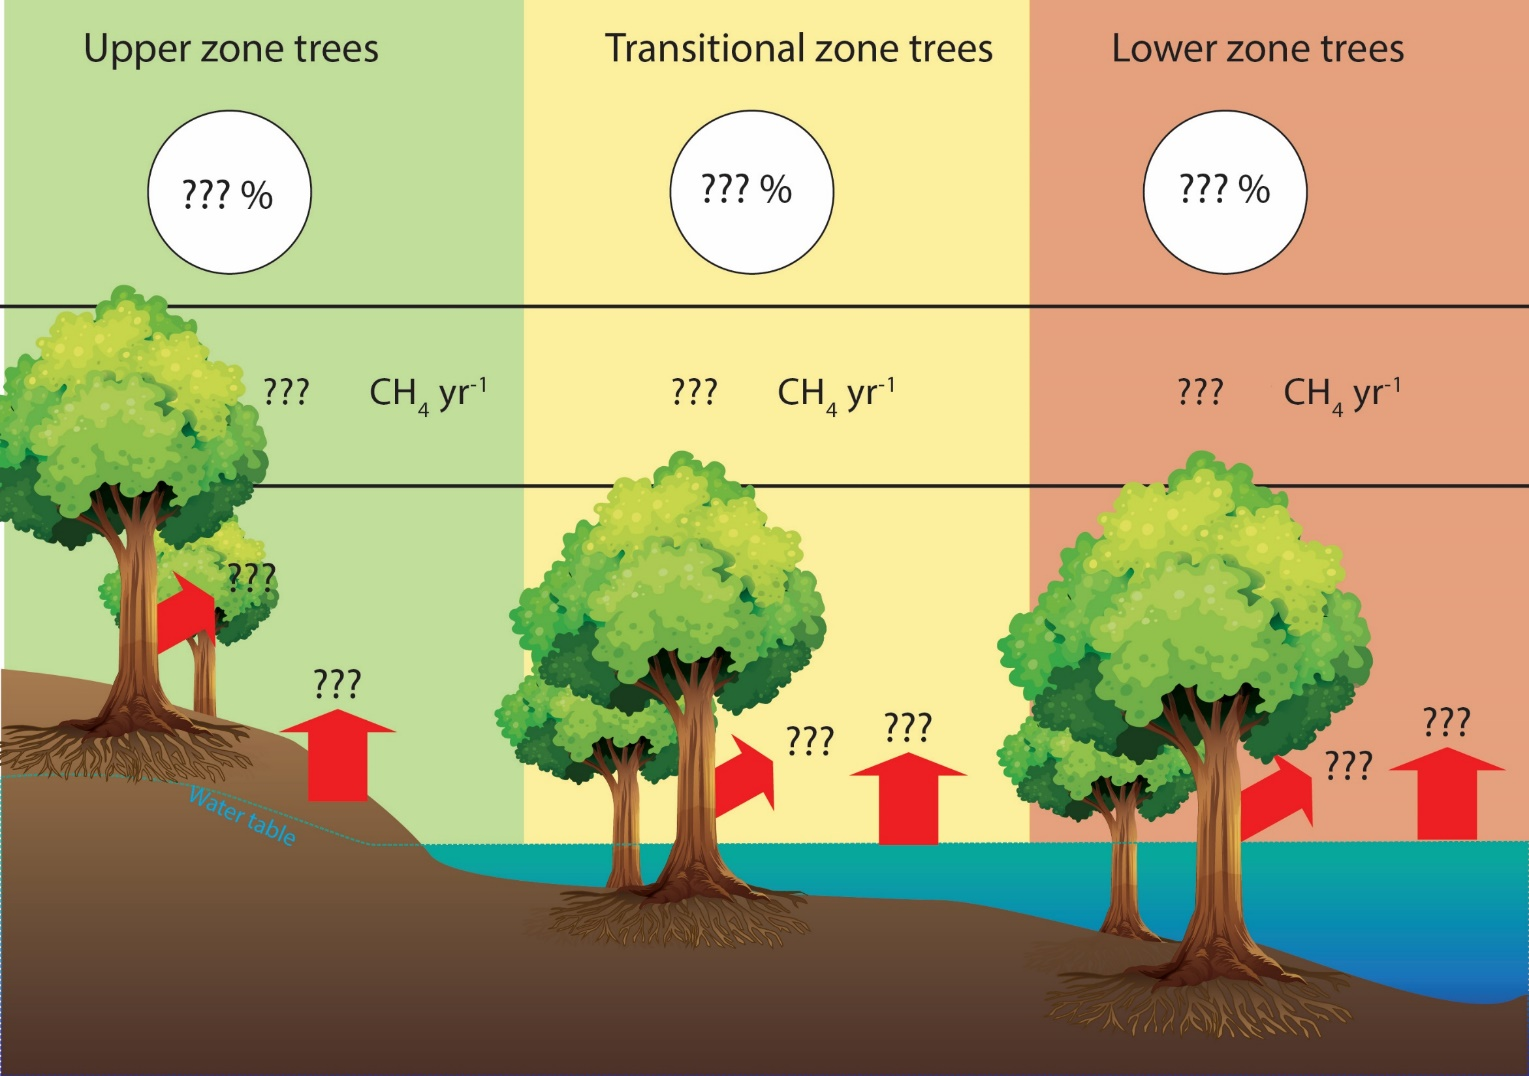 Upper zone trees
Transitional zone trees
Lower zone trees
??? %
??? %
??? %
??? CH₄ yr⁻¹
??? CH₄ yr⁻¹
??? CH₄ yr⁻¹
???
???
???
???
???
???
Water table